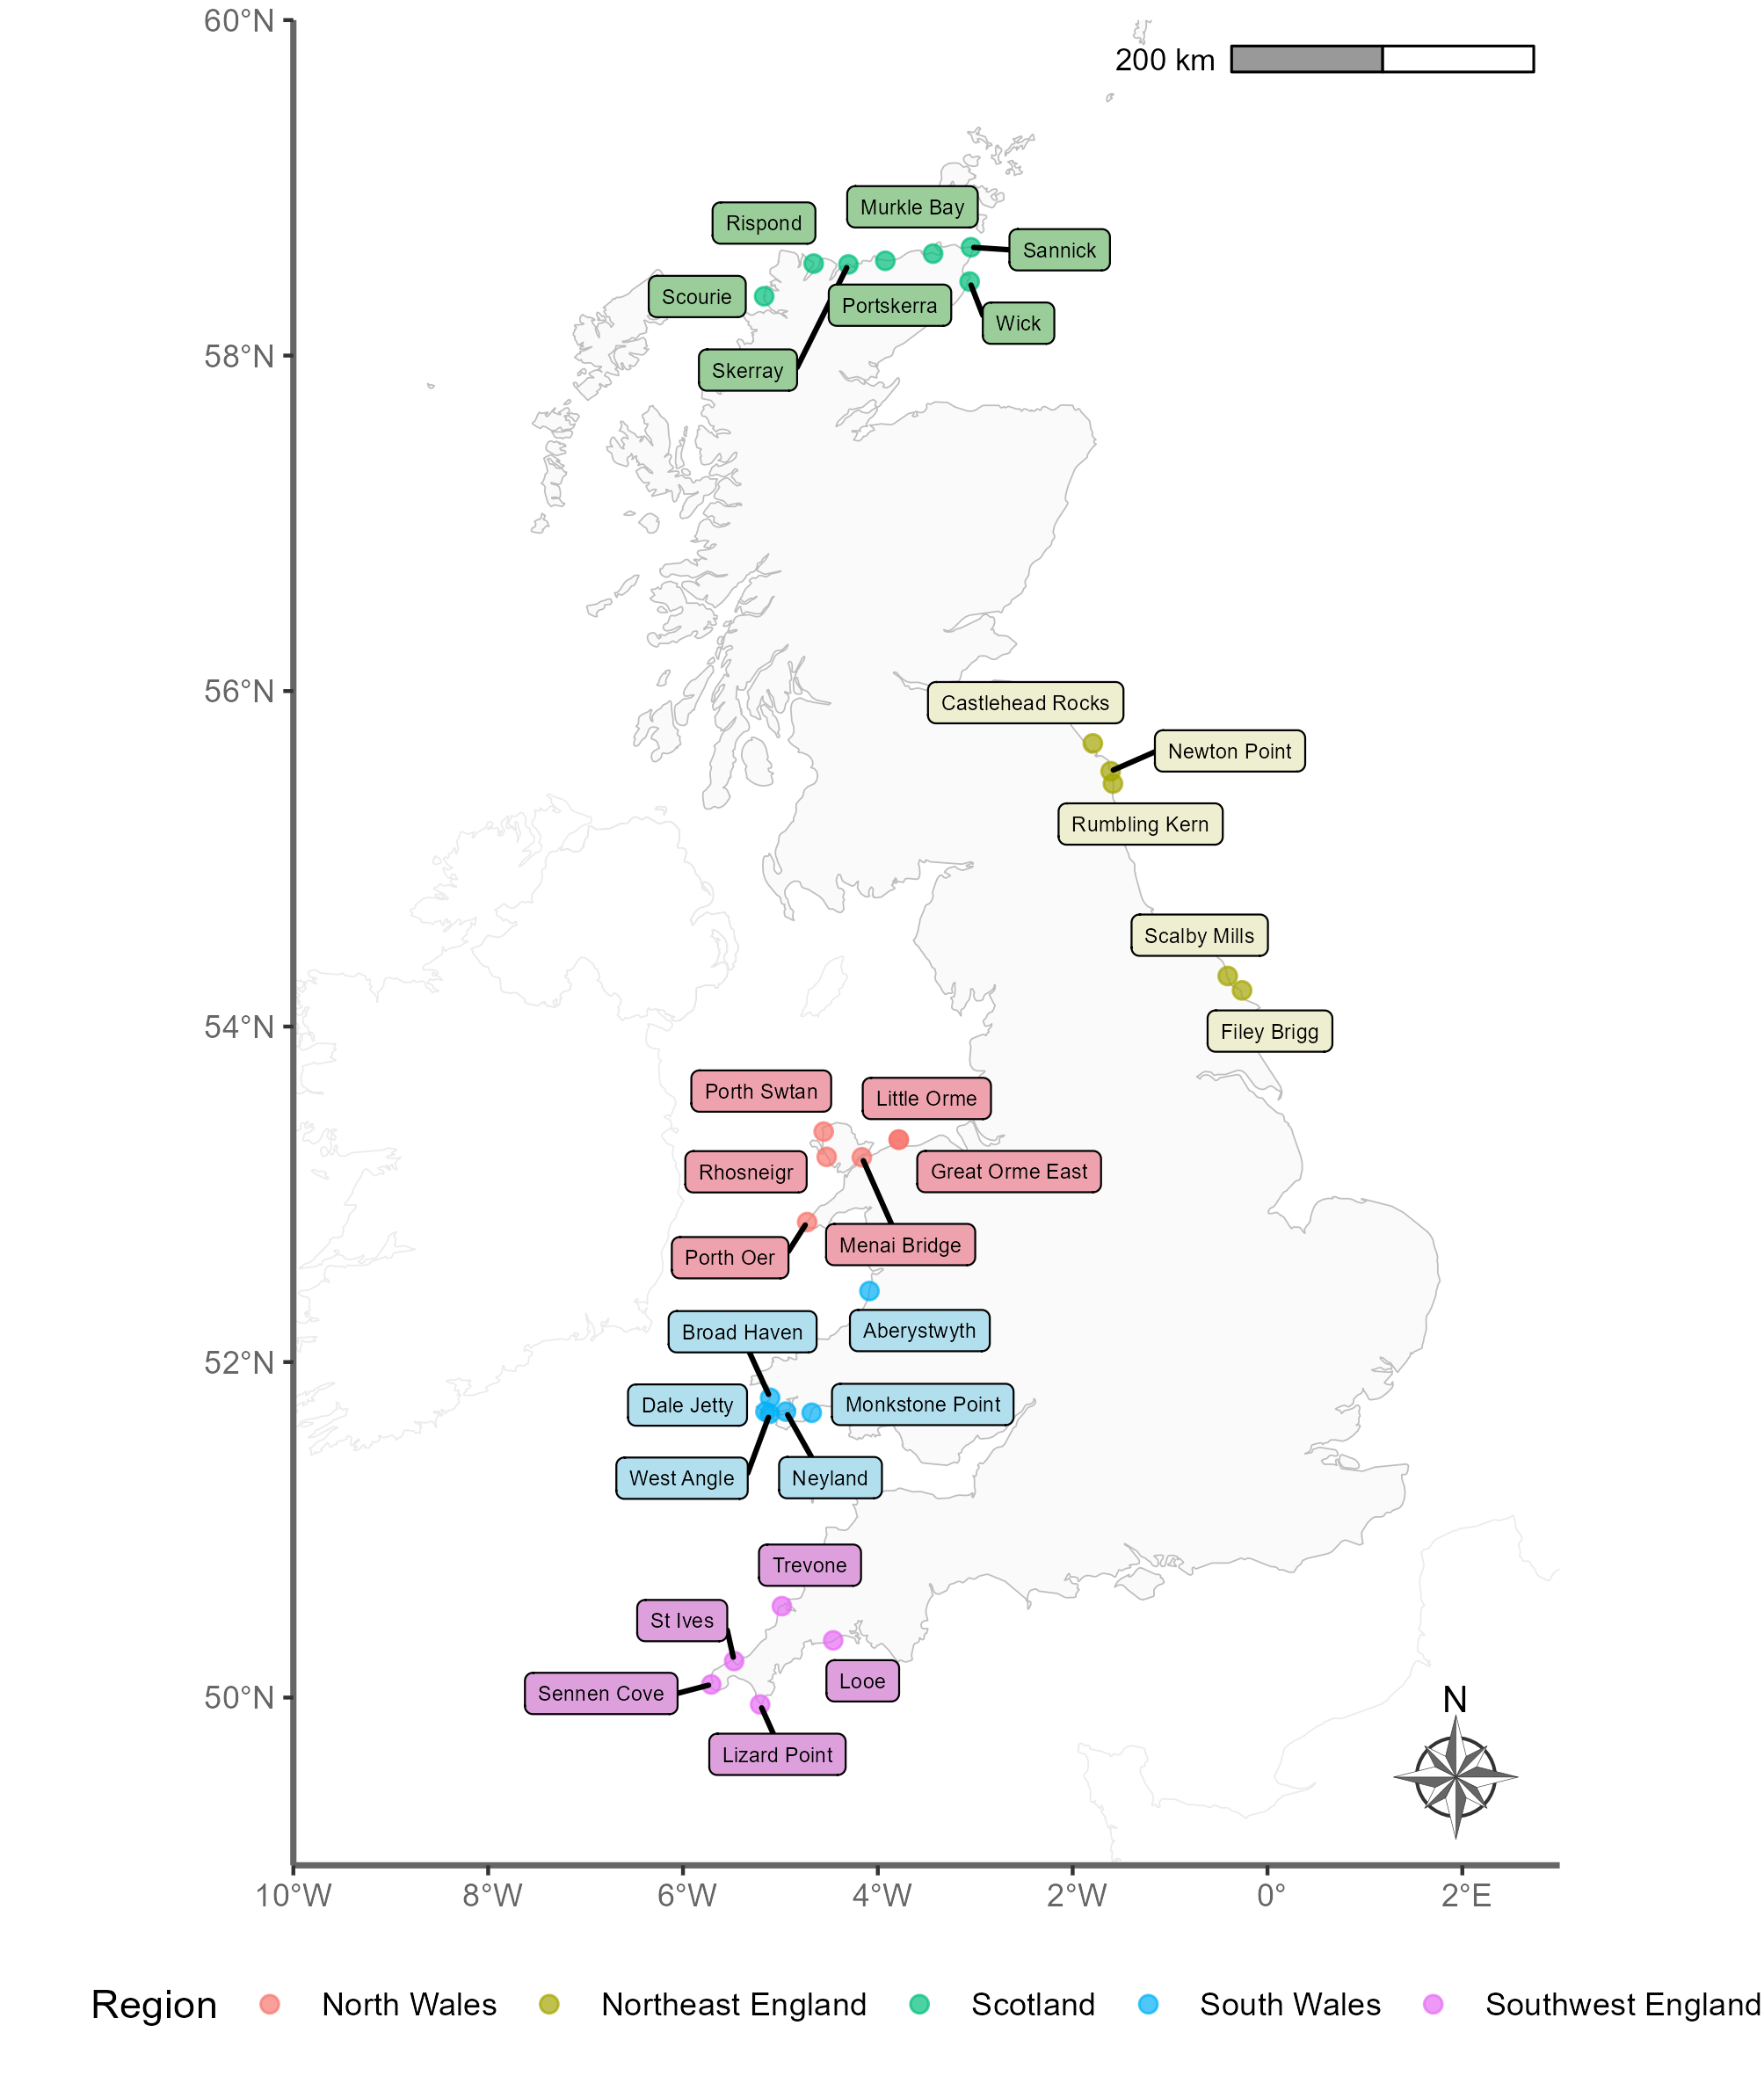 60°N
200 km
Murkle Bay
Rispond
Sannick
Scourie
Portskerra
Wick
58°N
Skerray
56°N
Castlehead Rocks
Newton Point
Rumbling Kern
Scalby Mills
54°N
Filey Brigg
Porth Swtan
Little Orme
Rhosneigr
Great Orme East
Menai Bridge
Porth Oer
Broad Haven
Aberystwyth
52°N
Dale Jetty
Monkstone Point
West Angle
Neyland
Trevone
St Ives
Looe
Sennen Cove
50°N
N
Lizard Point
10°W 8°W 6°W 4°W 2°W 0° 2°E
Region North Wales Northeast England Scotland South Wales Southwest England